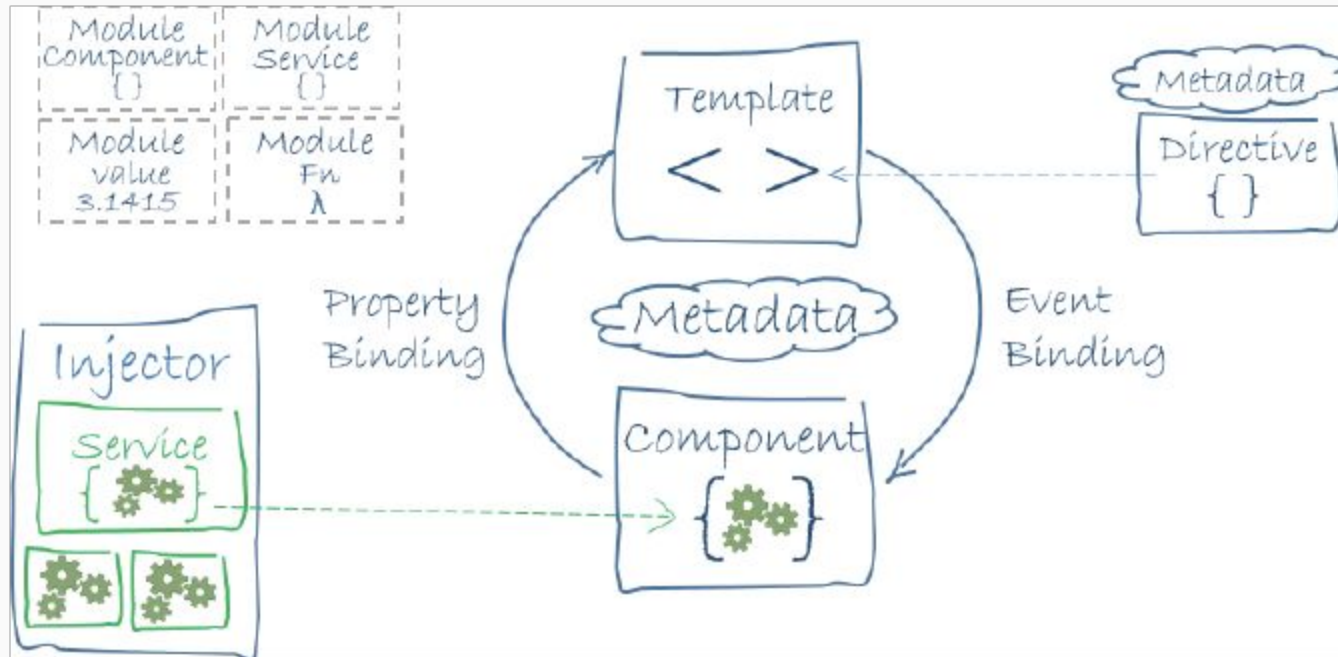 Module
Component
{ }
Module
Service
{ }
Module
value
3.1415
Module
Fn
λ
Template
< >
Metadata
Directive
{ }
Property
Binding
Metadata
Event
Binding
Injector
Service
{ }
Component
{ }